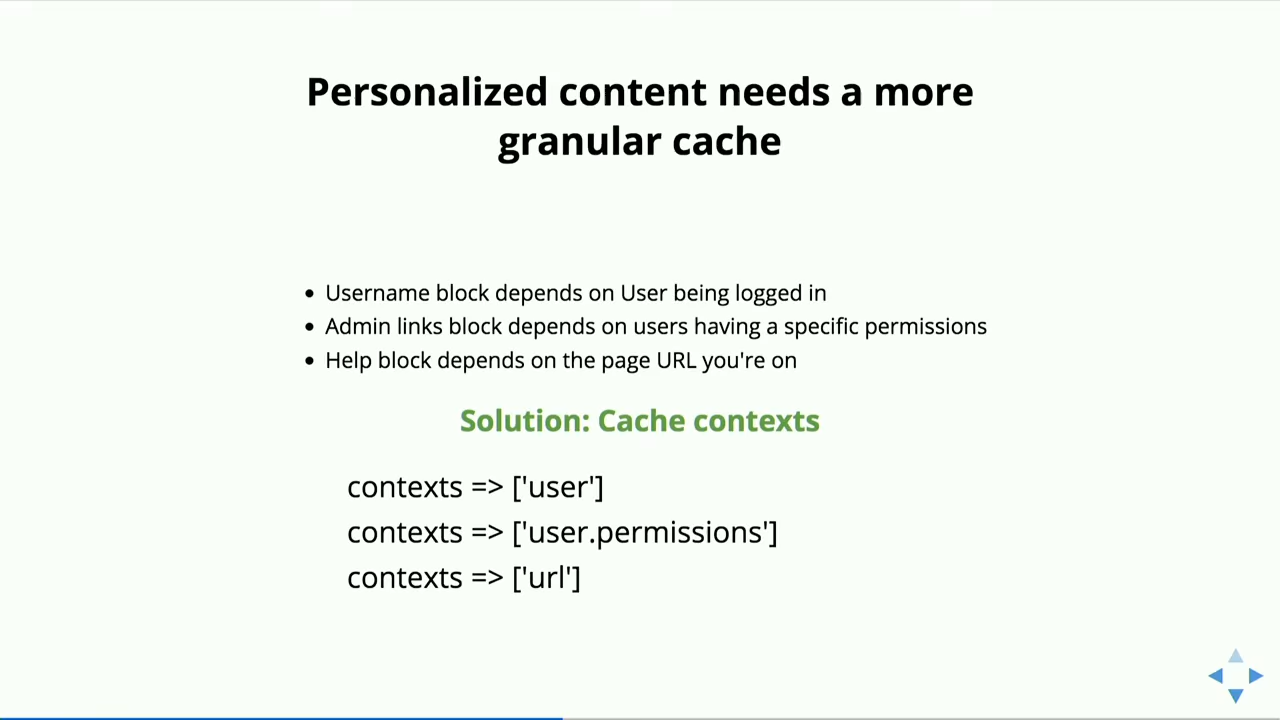 Personalized content needs a more
granular cache
• Username block depends on User being logged in
• Admin links block depends on users having a specific permissions
• Help block depends on the page URL you're on
Solution: Cache contexts
contexts => ['user']
contexts => ['user.permissions']
contexts => ['url']